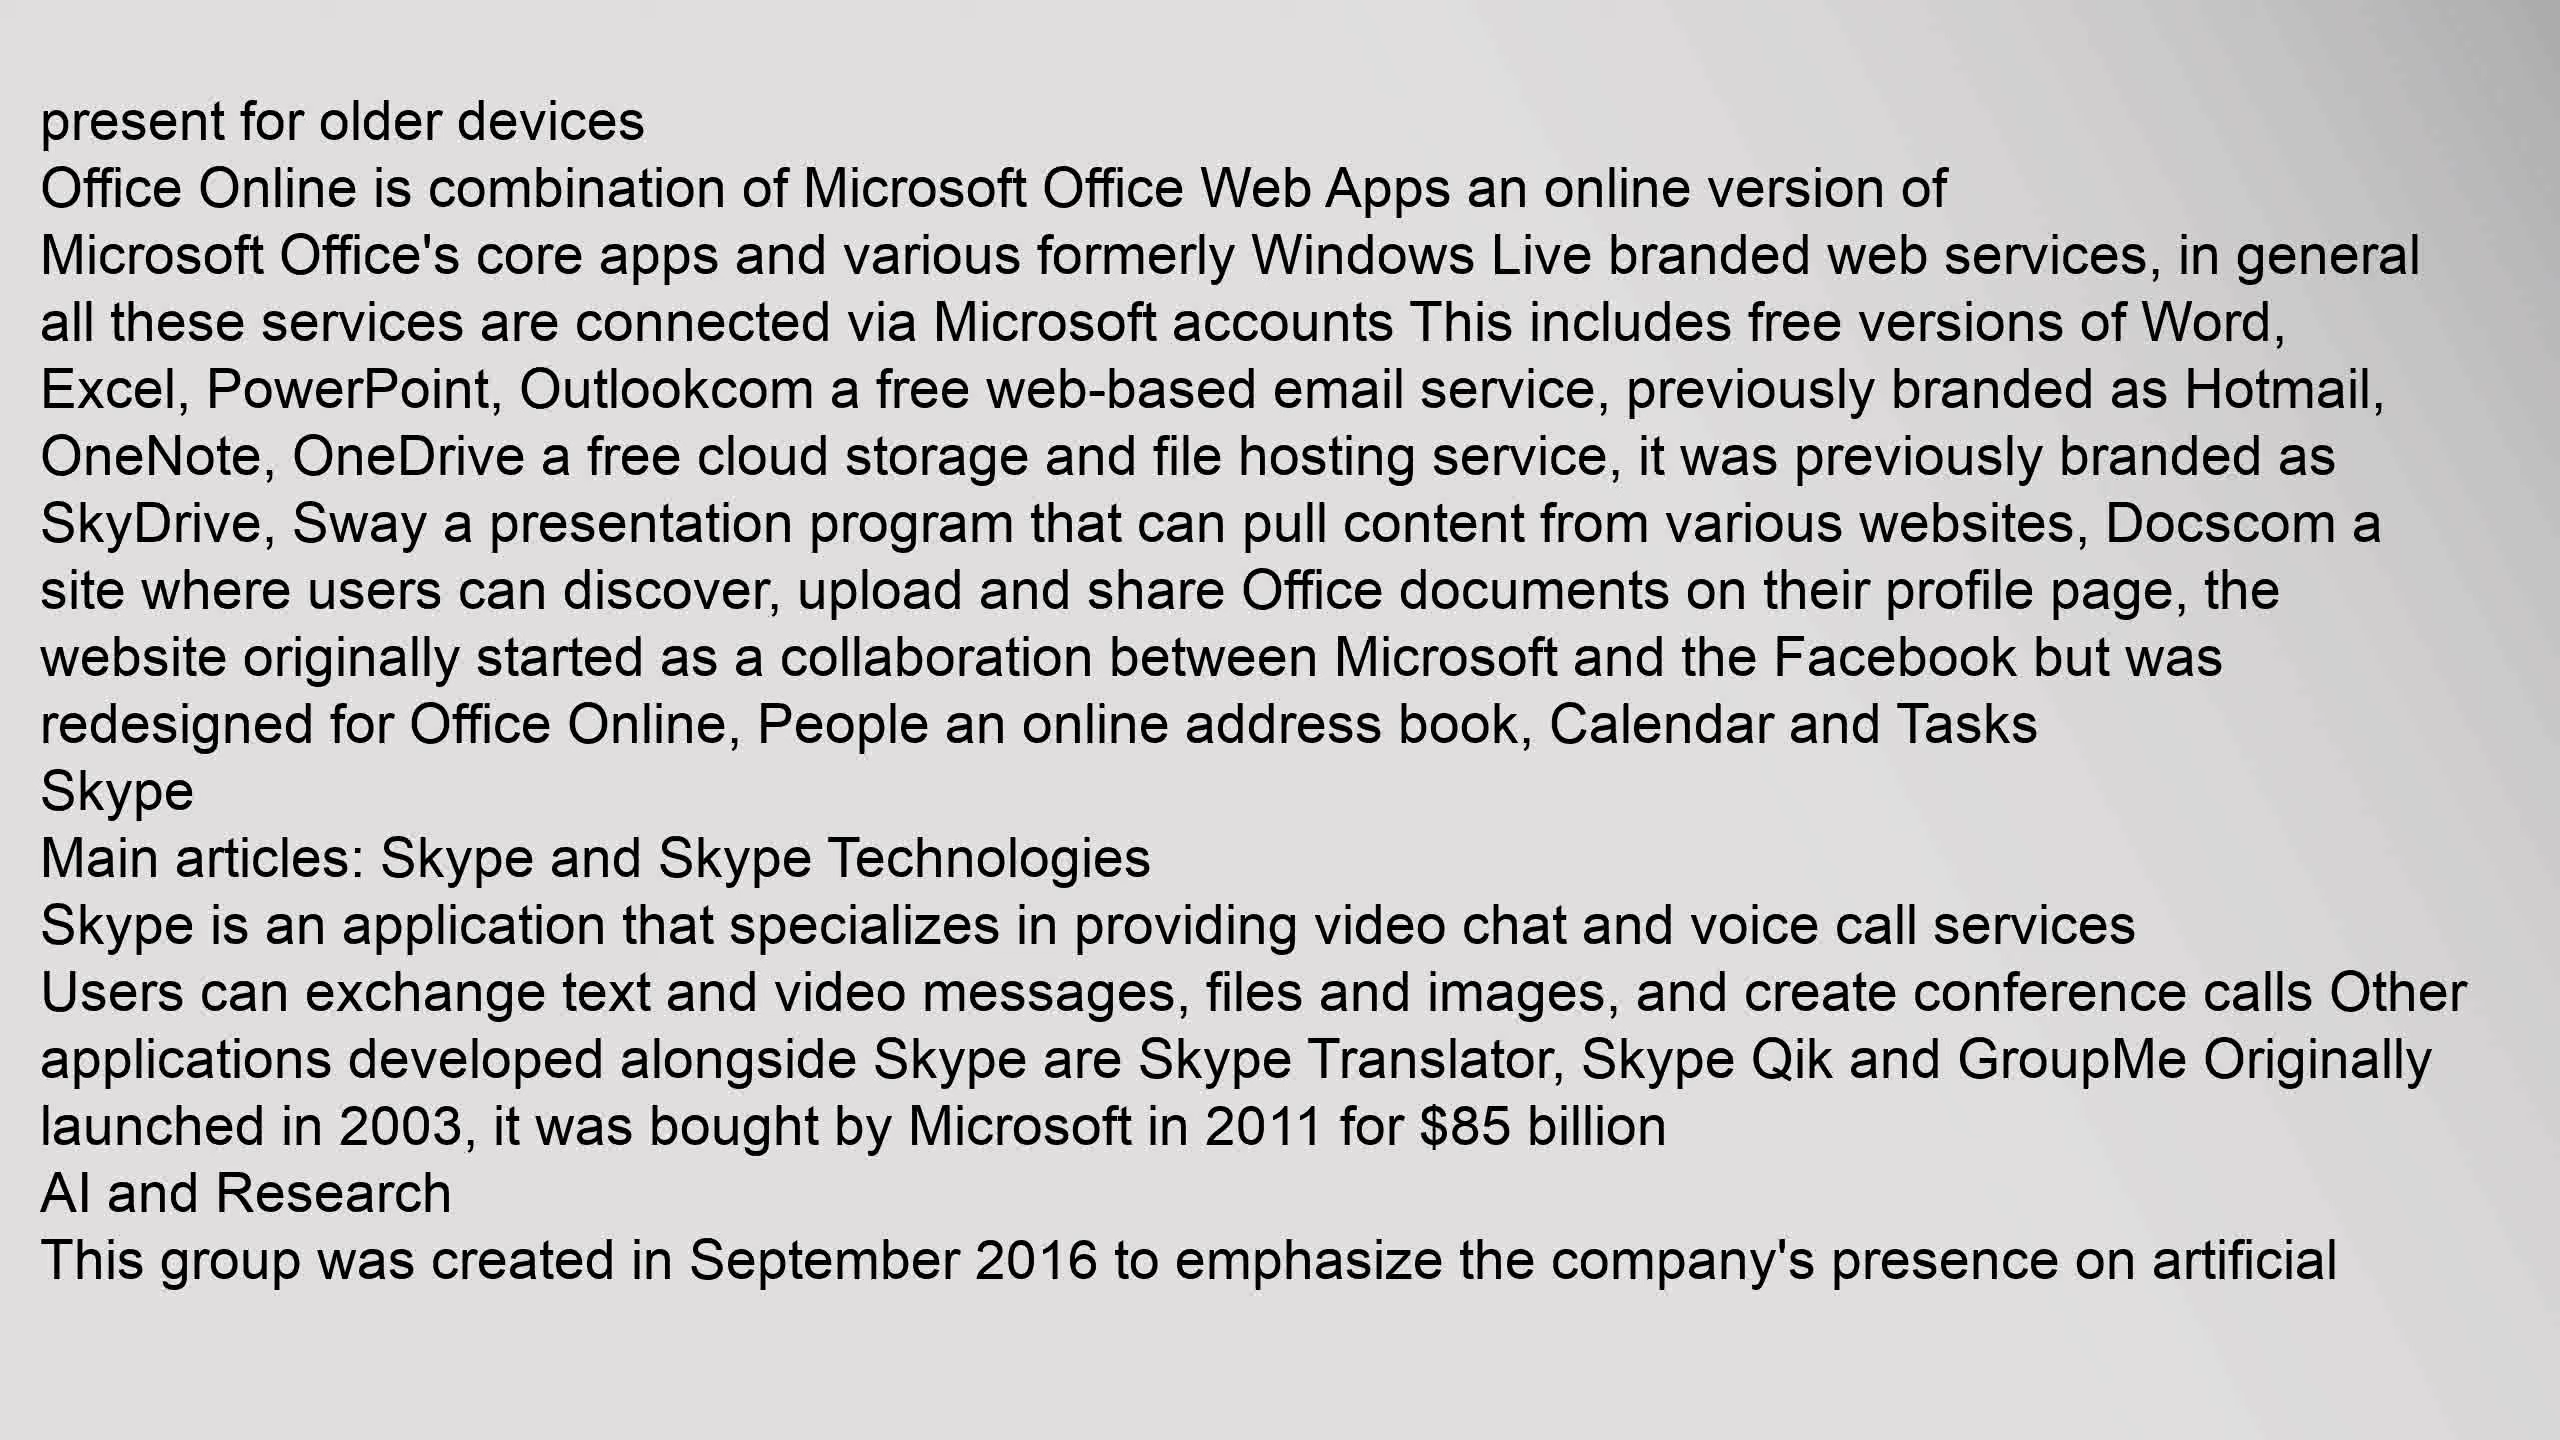 present for older devices
Office Online is combination of Microsoft Office Web Apps an online version of
Microsoft Office's core apps and various formerly Windows Live branded web services, in general
all these services are connected via Microsoft accounts This includes free versions of Word,
Excel, PowerPoint, Outlookcom a free web-based email service, previously branded as Hotmail,
OneNote, OneDrive a free cloud storage and file hosting service, it was previously branded as
SkyDrive, Sway a presentation program that can pull content from various websites, Docscom a
site where users can discover, upload and share Office documents on their profile page, the
website originally started as a collaboration between Microsoft and the Facebook but was
redesigned for Office Online, People an online address book, Calendar and Tasks
Skype
Main articles: Skype and Skype Technologies
Skype is an application that specializes in providing video chat and voice call services
Users can exchange text and video messages, files and images, and create conference calls Other
applications developed alongside Skype are Skype Translator, Skype Qik and GroupMe Originally
launched in 2003, it was bought by Microsoft in 2011 for $85 billion
AI and Research
This group was created in September 2016 to emphasize the company's presence on artificial